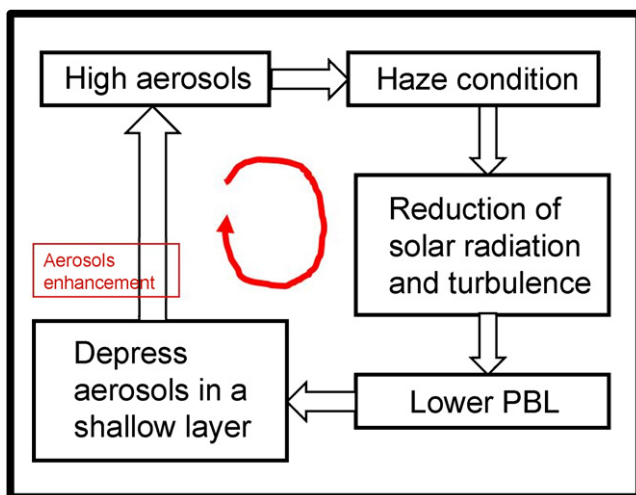 High aerosols
Haze condition
Reduction of
solar radiation
and turbulence
Lower PBL
Depress
aerosols in a
shallow layer
Aerosols
enhancement